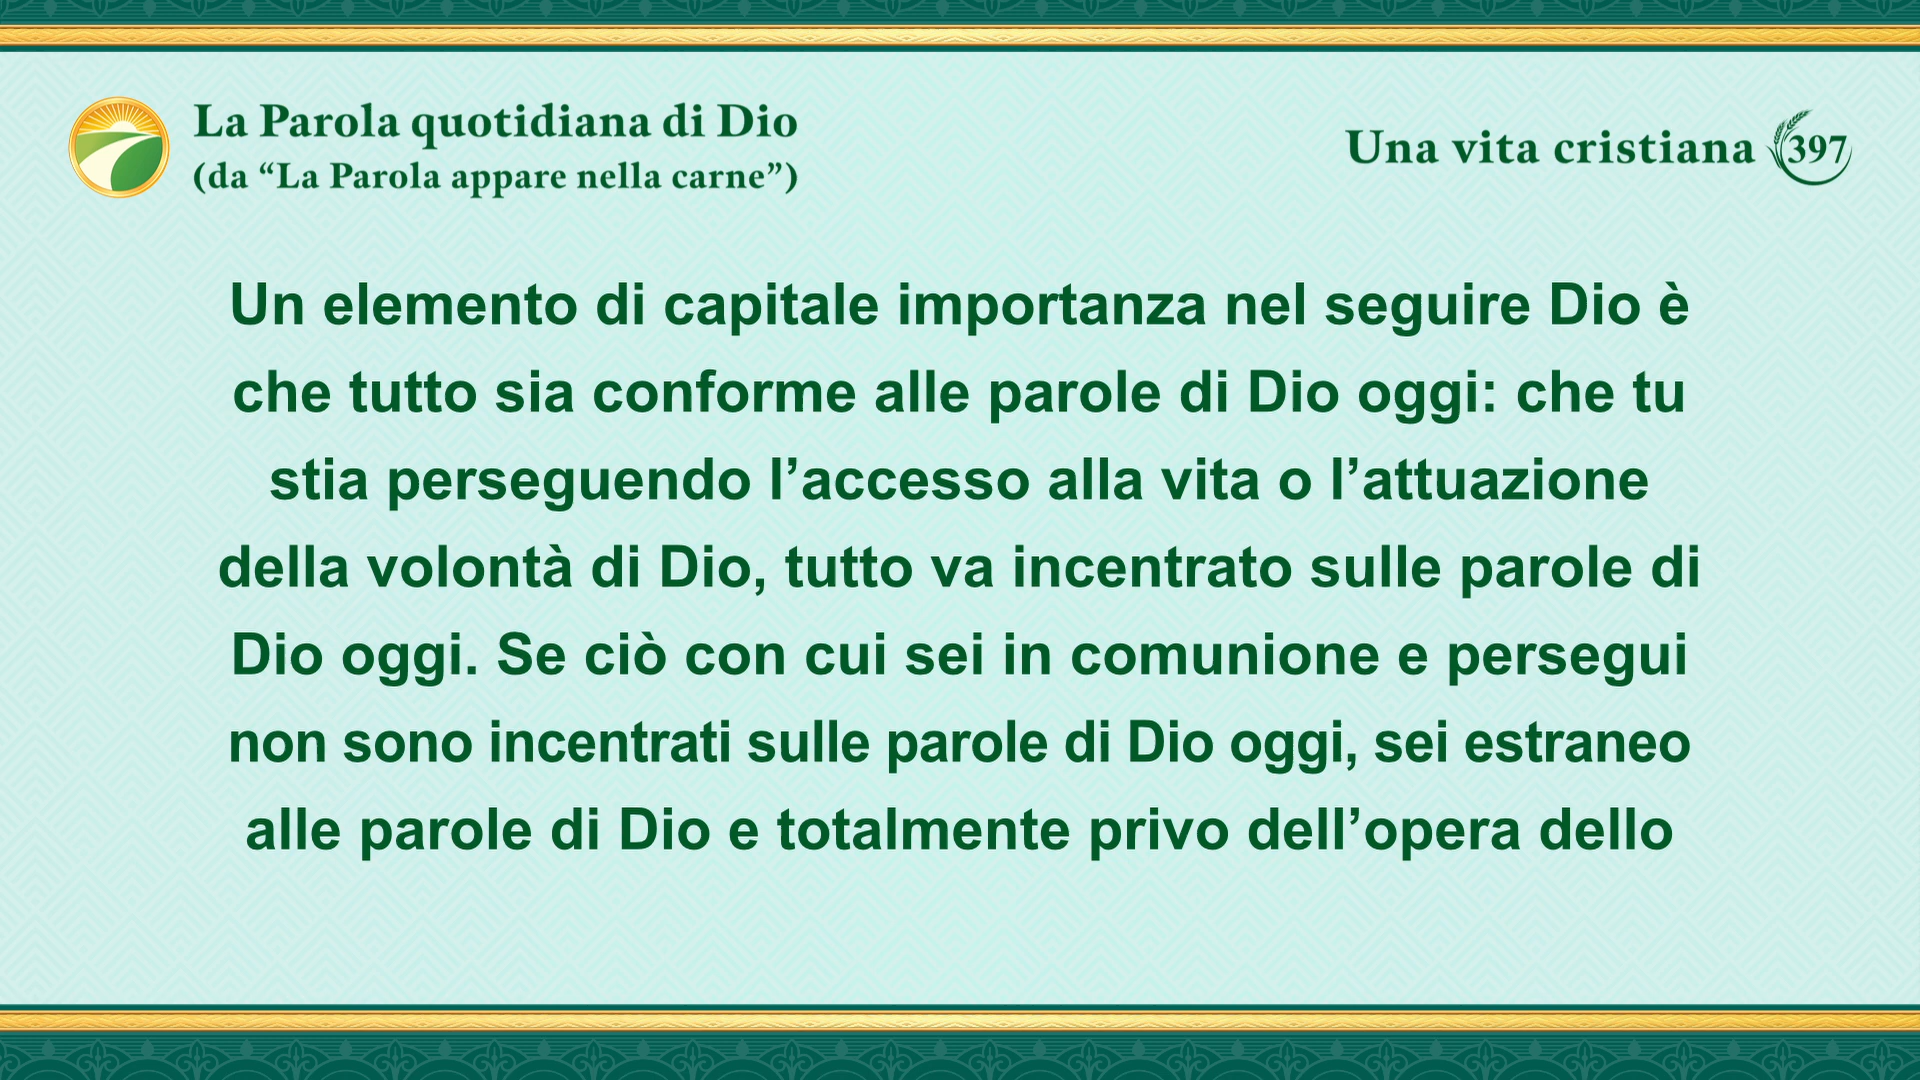 La Parola quotidiana di Dio
(da “La Parola appare nella carne”)
Una vita cristiana 397
Un elemento di capitale importanza nel seguire Dio è
che tutto sia conforme alle parole di Dio oggi: che tu
stia perseguendo l’accesso alla vita o l’attuazione
della volontà di Dio, tutto va incentrato sulle parole di
Dio oggi. Se ciò con cui sei in comunione e persegui
non sono incentrati sulle parole di Dio oggi, sei estraneo
alle parole di Dio e totalmente privo dell’opera dello